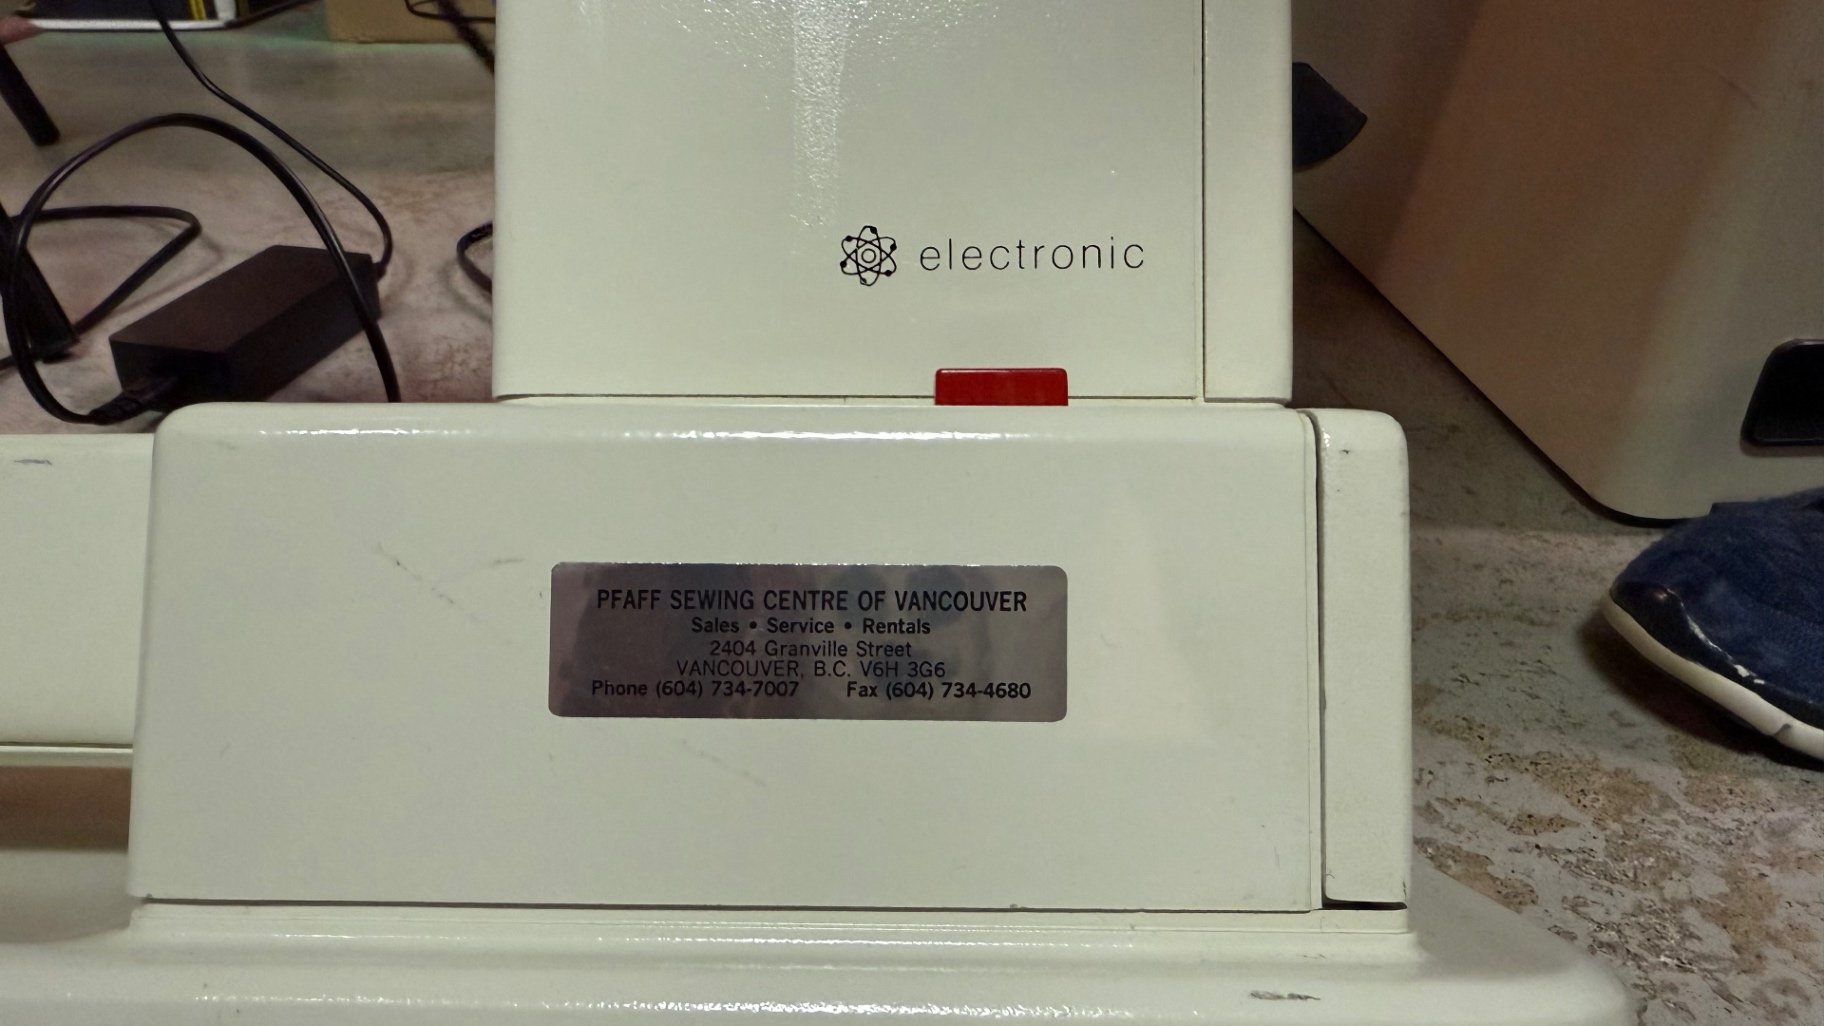 electronic
PFAFF SEWING CENTRE OF VANCOUVER
Sales • Service • Rentals
2404 Granville Street
VANCOUVER, B.C. V6H 3G6
Phone (604) 734-7007 Fax (604) 734-4680